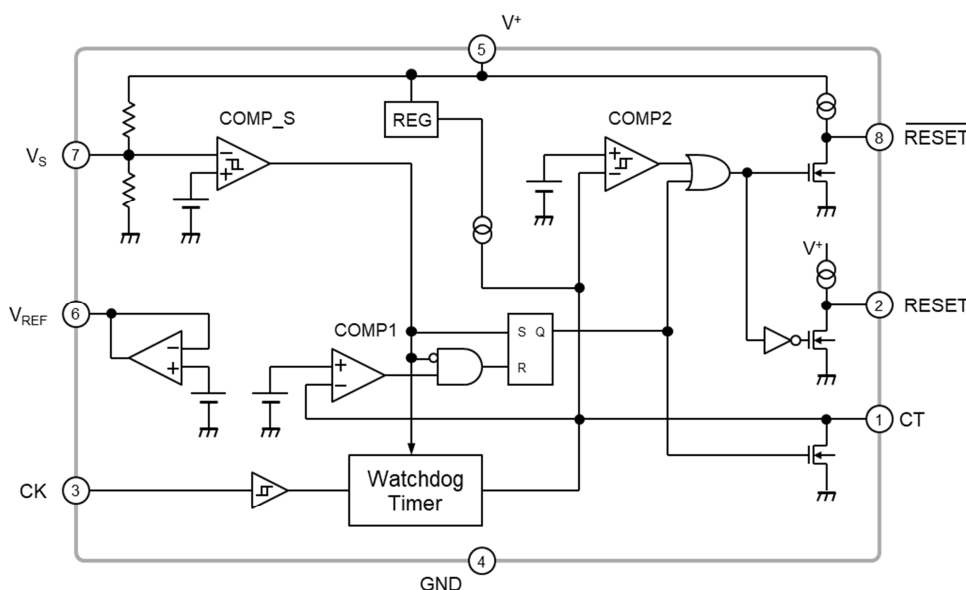 V⁺
5
COMP_S
REG
COMP2
8
RESET
VS
7
−
+
+
−
V⁺
VREF
6
−
+
COMP1
+
−
S Q
R
2
RESET
1
CT
CK
3
Watchdog
Timer
4
GND